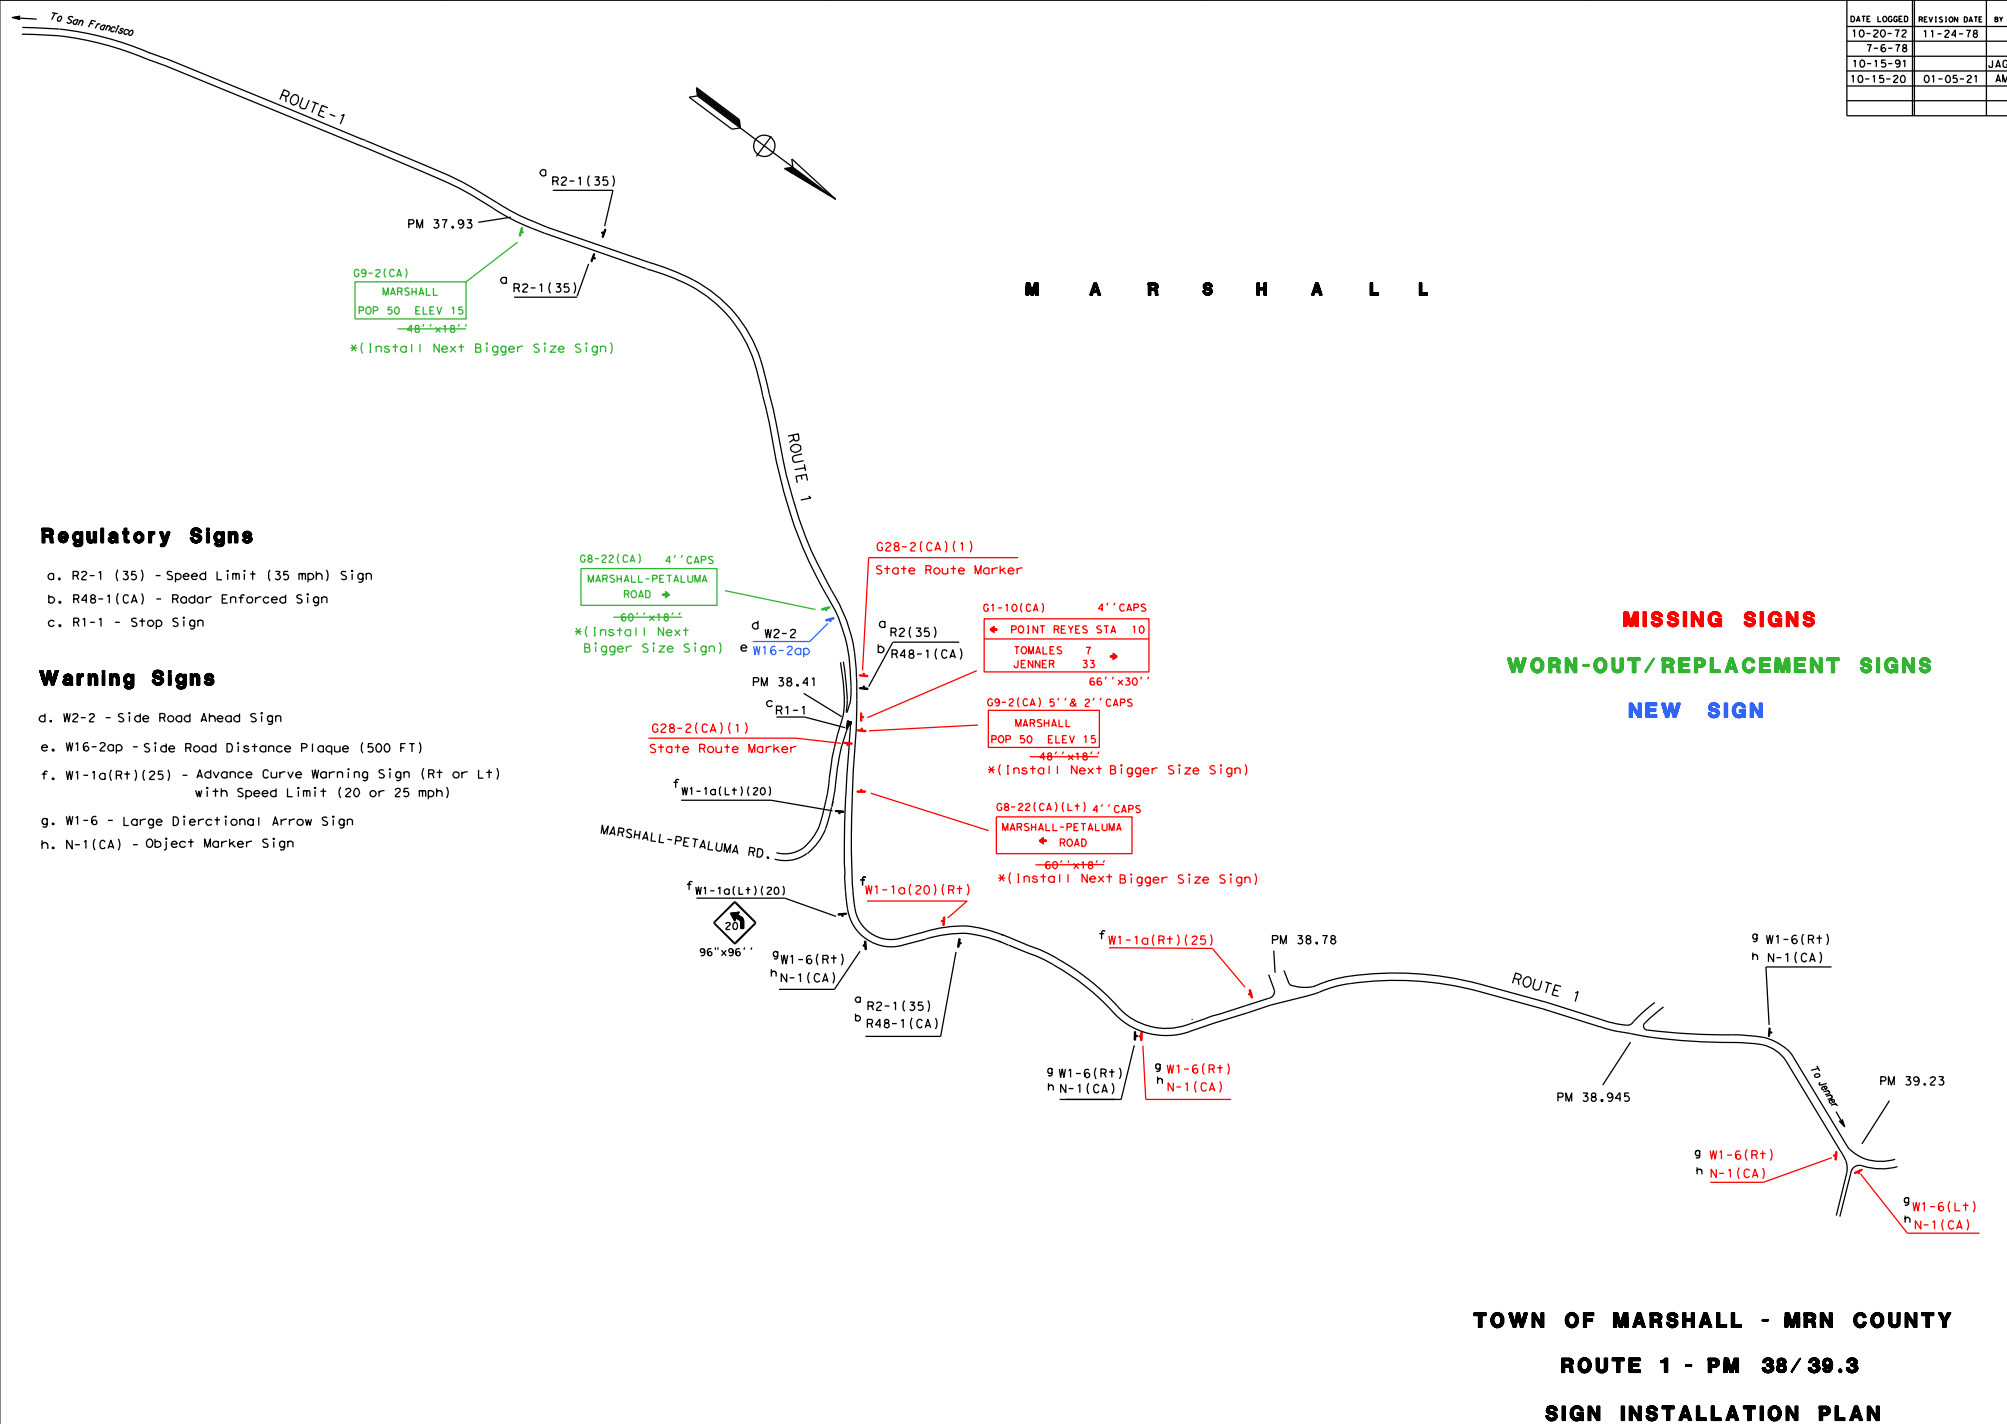 To San Francisco
DATE LOGGED REVISION DATE BY
10-20-72 11-24-78
7-6-78
10-15-91 JAG
10-15-20 01-05-21 AM
ROUTE-1
a R2-1(35)
PM 37.93
a R2-1(35)
G9-2(CA)
MARSHALL
POP 50 ELEV 15
48''x18''
*(Install Next Bigger Size Sign)
M A R S H A L L
ROUTE 1
Regulatory Signs
a. R2-1 (35) - Speed Limit (35 mph) Sign
b. R48-1(CA) - Radar Enforced Sign
c. R1-1 - Stop Sign
Warning Signs
d. W2-2 - Side Road Ahead Sign
e. W16-2ap - Side Road Distance Plaque (500 FT)
f. W1-1a(Rt)(25) - Advance Curve Warning Sign (Rt or Lt)
with Speed Limit (20 or 25 mph)
g. W1-6 - Large Dierctional Arrow Sign
h. N-1(CA) - Object Marker Sign
G8-22(CA) 4''CAPS
MARSHALL-PETALUMA
ROAD →
60''x18''
*(Install Next
Bigger Size Sign)
d W2-2
e W16-2ap
G28-2(CA)(1)
State Route Marker
a R2(35)
b R48-1(CA)
G1-10(CA) 4''CAPS
← POINT REYES STA 10
TOMALES 7
JENNER 33 →
66''x30''
PM 38.41
c R1-1
G28-2(CA)(1)
State Route Marker
G9-2(CA) 5''& 2''CAPS
MARSHALL
POP 50 ELEV 15
48''x18''
*(Install Next Bigger Size Sign)
f W1-1a(Lt)(20)
G8-22(CA)(Lt) 4''CAPS
MARSHALL-PETALUMA
← ROAD
60''x18''
*(Install Next Bigger Size Sign)
MARSHALL-PETALUMA RD.
MISSING SIGNS
WORN-OUT/REPLACEMENT SIGNS
NEW SIGN
f W1-1a(Lt)(20)
20
96"x96''
f W1-1a(20)(Rt)
g W1-6(Rt)
h N-1(CA)
a R2-1(35)
b R48-1(CA)
f W1-1a(Rt)(25)
PM 38.78
ROUTE 1
g W1-6(Rt)
h N-1(CA)
g W1-6(Rt)
h N-1(CA)
g W1-6(Rt)
h N-1(CA)
PM 38.945
To Jenner
PM 39.23
g W1-6(Rt)
h N-1(CA)
g W1-6(Lt)
h N-1(CA)
TOWN OF MARSHALL - MRN COUNTY
ROUTE 1 - PM 38/39.3
SIGN INSTALLATION PLAN